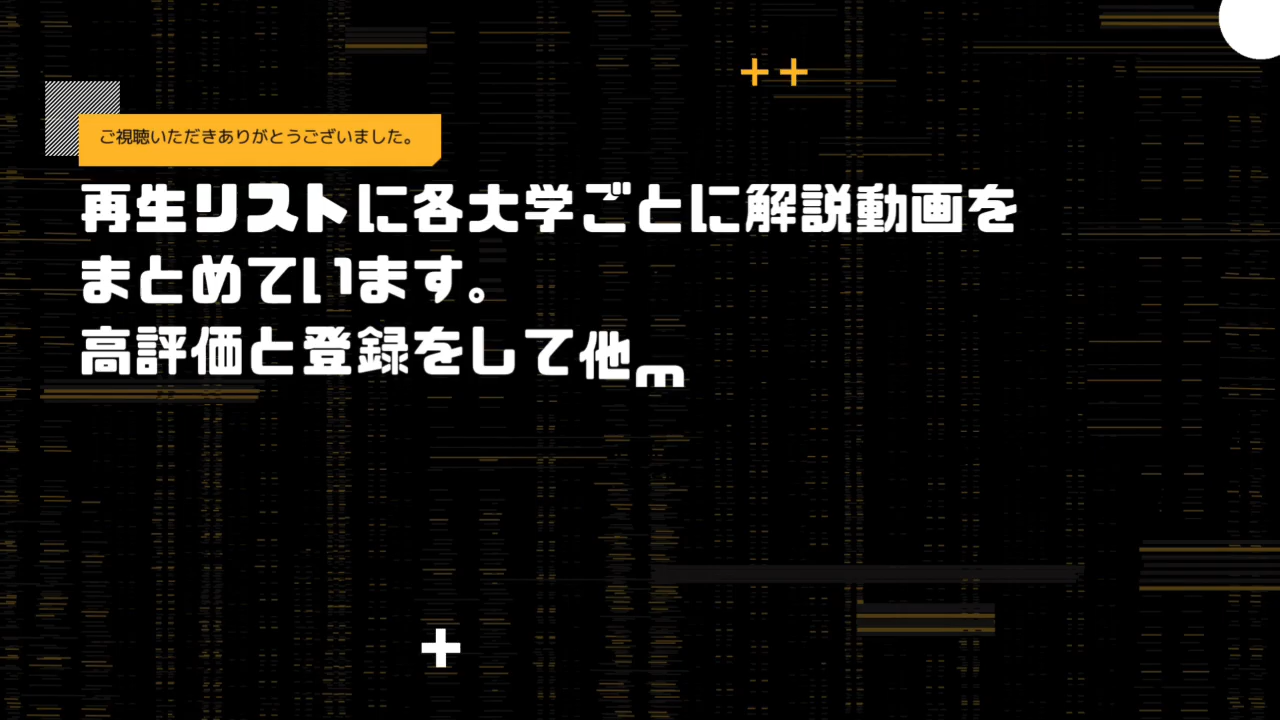 ご視聴いただきありがとうございました。
再生リストに各大学ごとに解説動画を
まとめています。
高評価と登録をして他